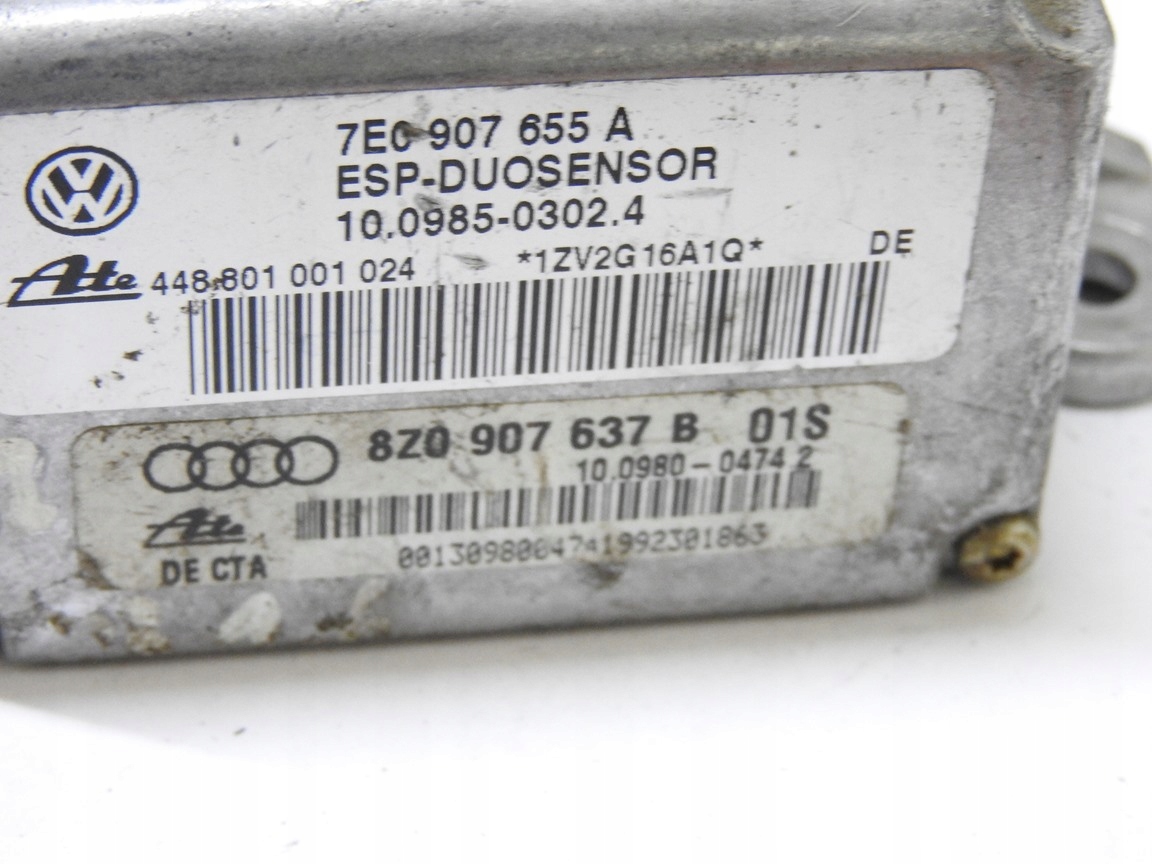 7E0 907 655 A
ESP-DUOSENSOR
10.0985-0302.4
Ate 448 801 001 024 *1ZV2G16A1Q* DE
8Z0 907 637 B 01S
10.0980-0474 2
Ate
DE CTA
0013098004741992301863